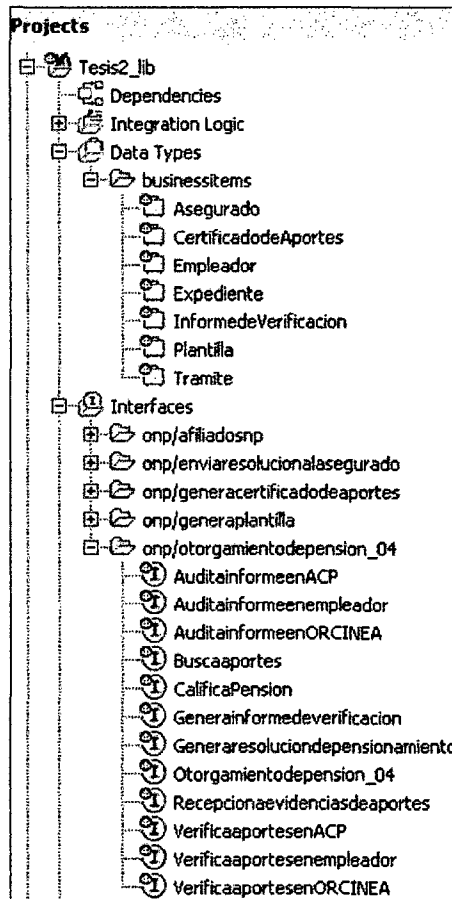 Projects
Tesis2_lib
Dependencies
Integration Logic
Data Types
businessitems
Asegurado
CertificadodeAportes
Empleador
Expediente
InformedeVerificacion
Plantilla
Tramite
Interfaces
onp/afiliadosnp
onp/enviaresolucionalasegurado
onp/generacertificadodeaportes
onp/generaplantilla
onp/otorgamientodepension_04
AuditainformeenACP
Auditainformeenempleador
AuditainformeenORCINEA
Buscaaportes
CalificaPension
Generainformedeverificacion
Generaresoluciondepensionamiento
Otorgamientodepension_04
Recepcionaevidenciasdeaportes
VerificaaportesenACP
Verificaaportesenempleador
VerificaaportesenORCINEA